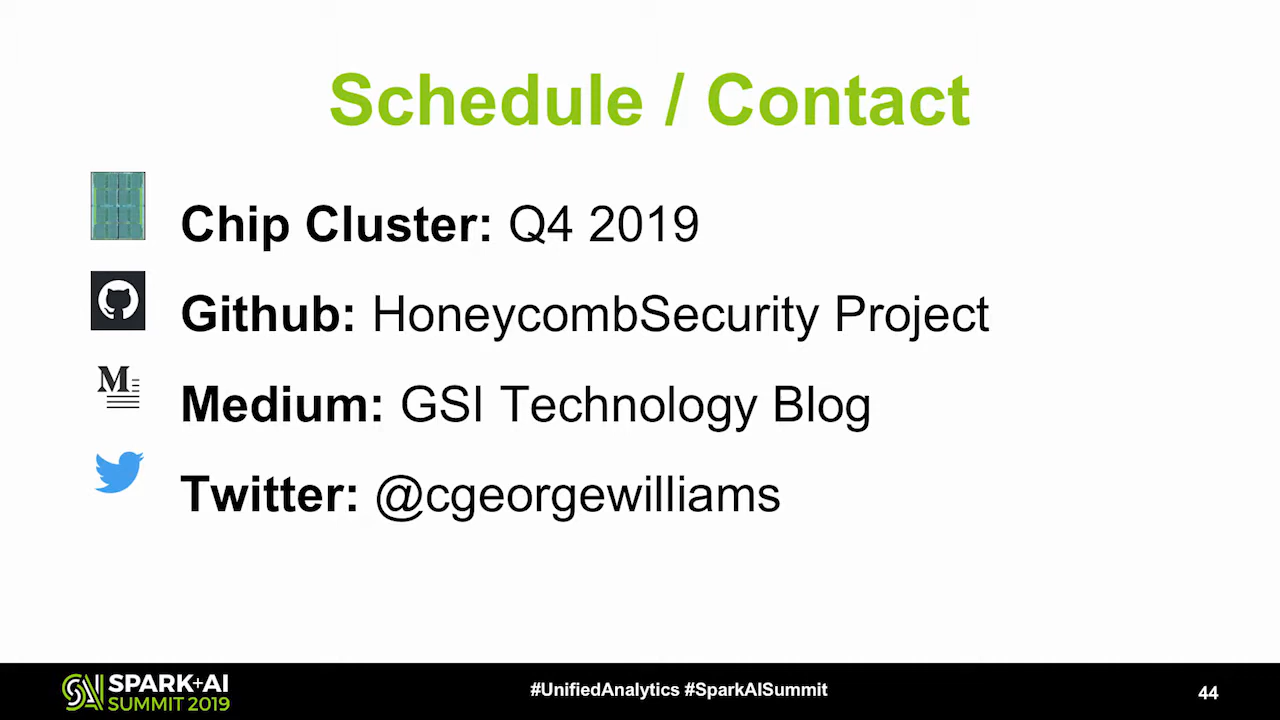 Schedule / Contact
Chip Cluster: Q4 2019
Github: HoneycombSecurity Project
M
Medium: GSI Technology Blog
Twitter: @cgeorgewilliams
SPARK+AI
SUMMIT 2019
#UnifiedAnalytics #SparkAISummit
44